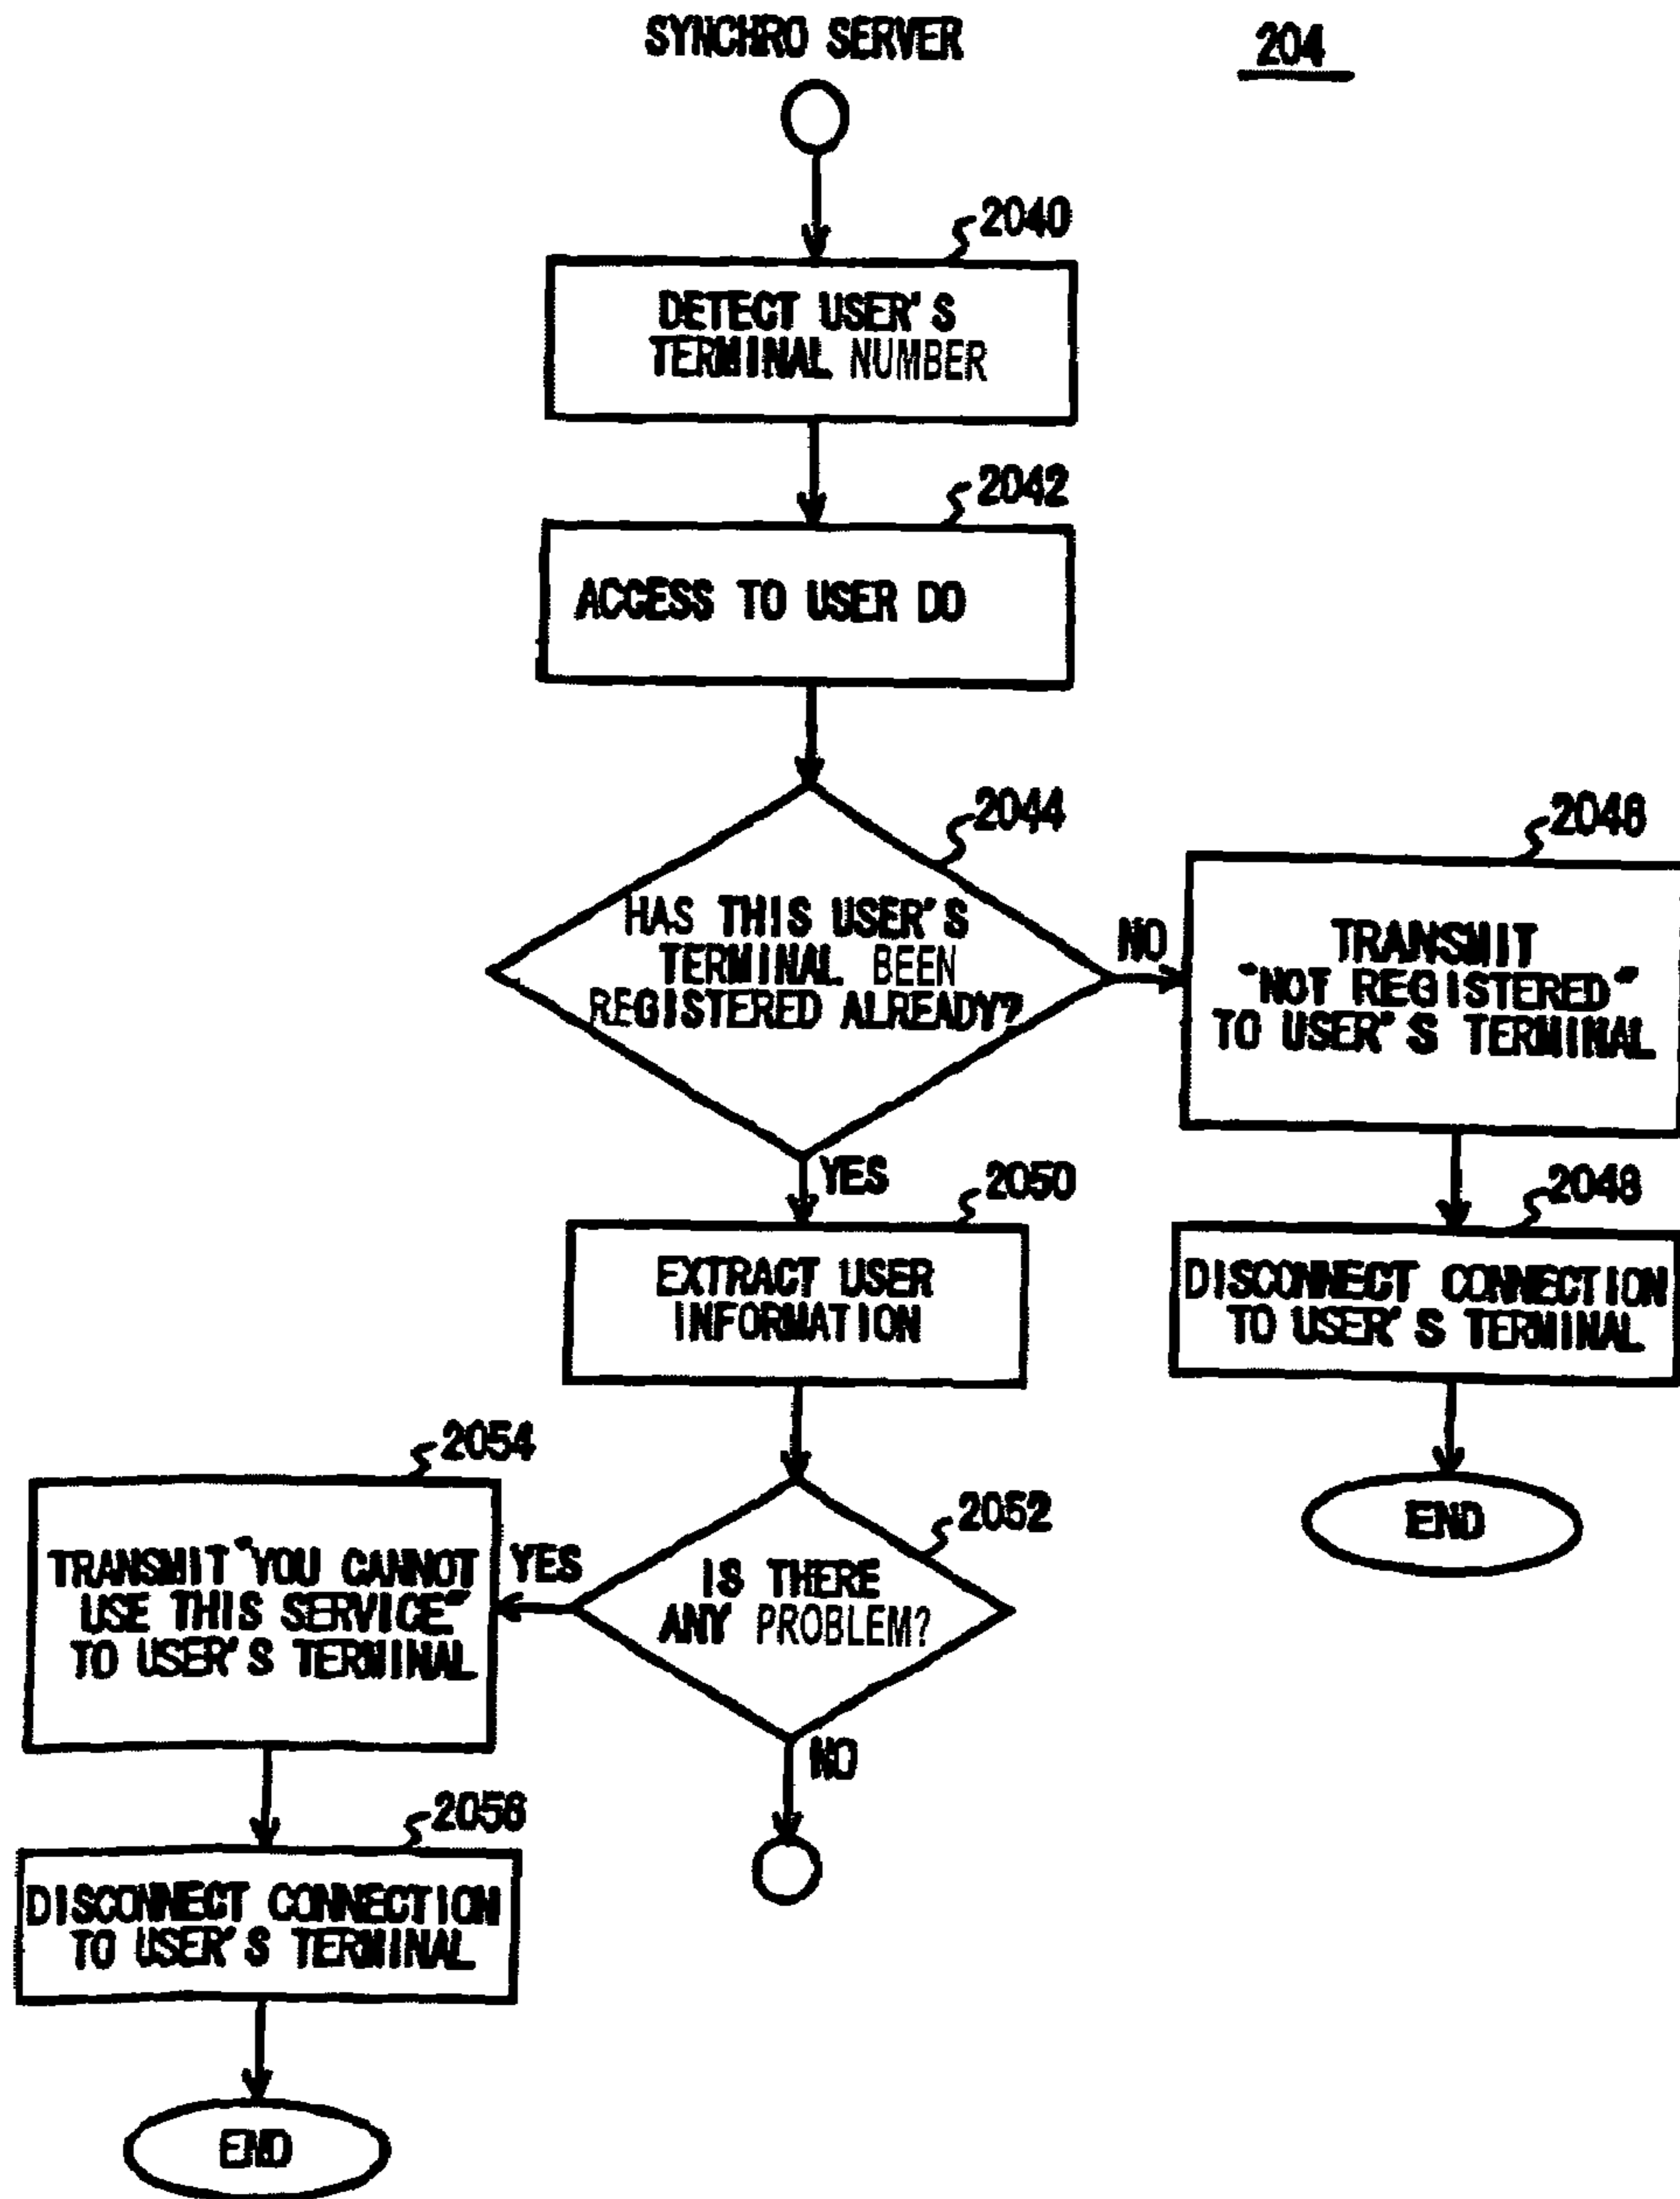 SYNCHRO SERVER
204
2040
DETECT USER'S
TERMINAL NUMBER
2042
ACCESS TO USER DO
2044
HAS THIS USER'S
TERMINAL BEEN
REGISTERED ALREADY?
NO
2046
TRANSMIT
"NOT REGISTERED"
TO USER'S TERMINAL
YES
2050
EXTRACT USER
INFORMATION
2048
DISCONNECT CONNECTION
TO USER'S TERMINAL
END
2052
IS THERE
ANY PROBLEM?
YES
NO
2054
TRANSMIT "YOU CANNOT
USE THIS SERVICE"
TO USER'S TERMINAL
2056
DISCONNECT CONNECTION
TO USER'S TERMINAL
END